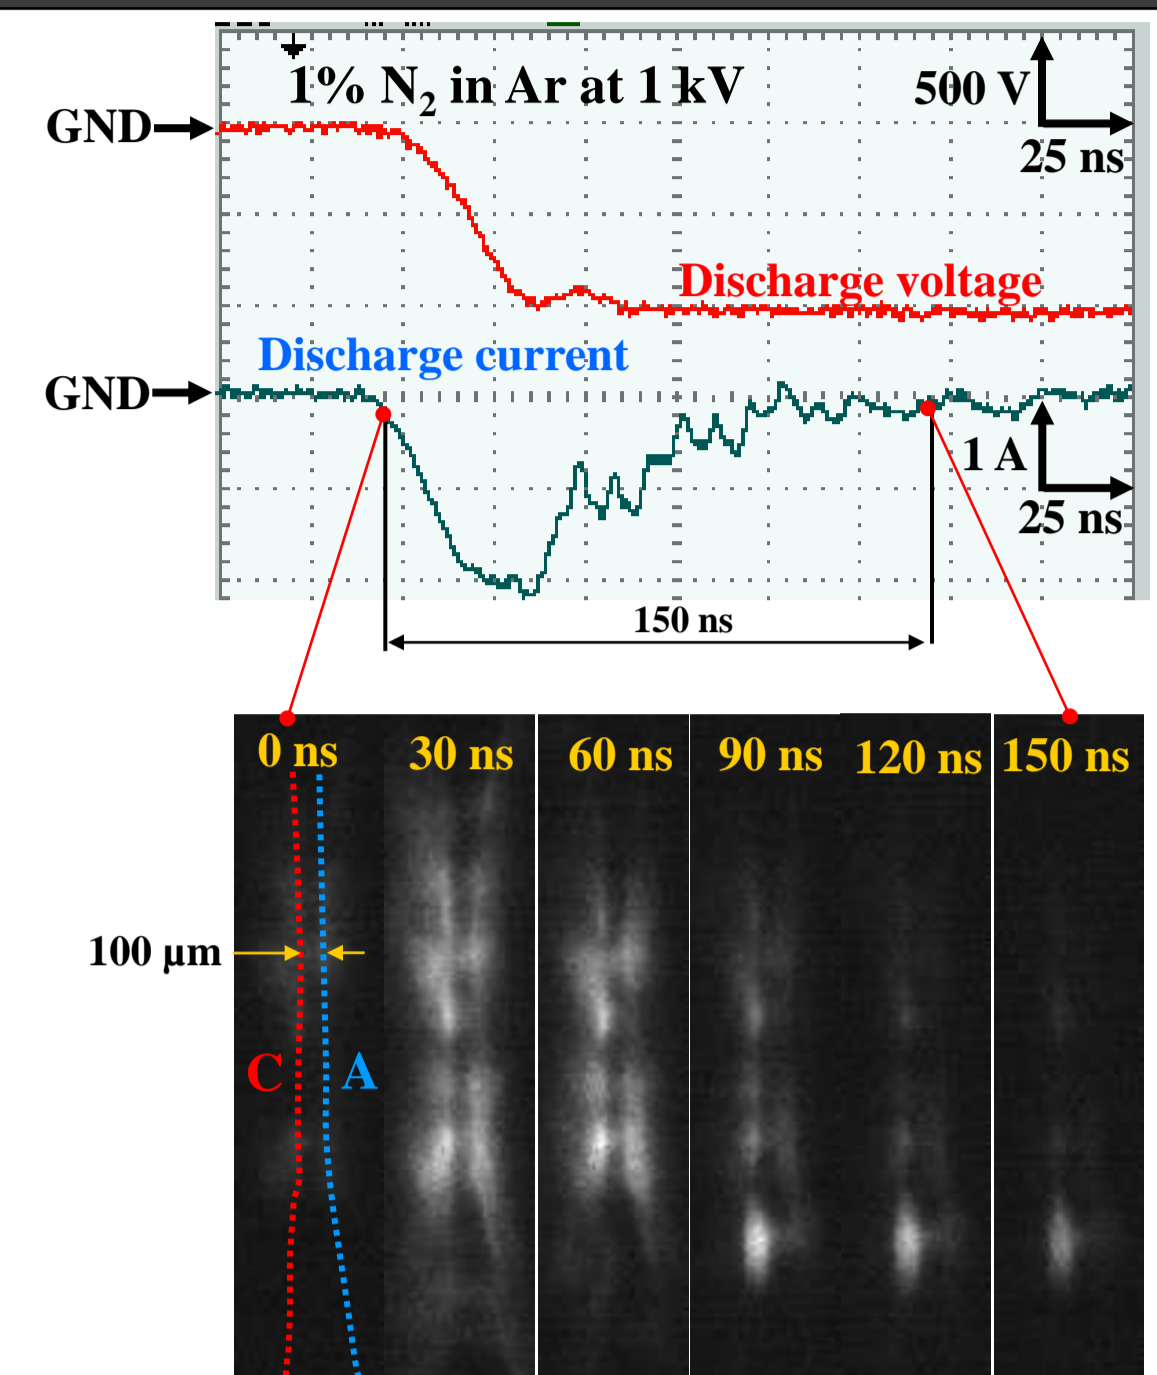 1% N₂ in Ar at 1 kV
500 V
GND
25 ns
Discharge voltage
Discharge current
GND
1 A
25 ns
150 ns
0 ns
30 ns
60 ns
90 ns
120 ns
150 ns
100 µm
C
A